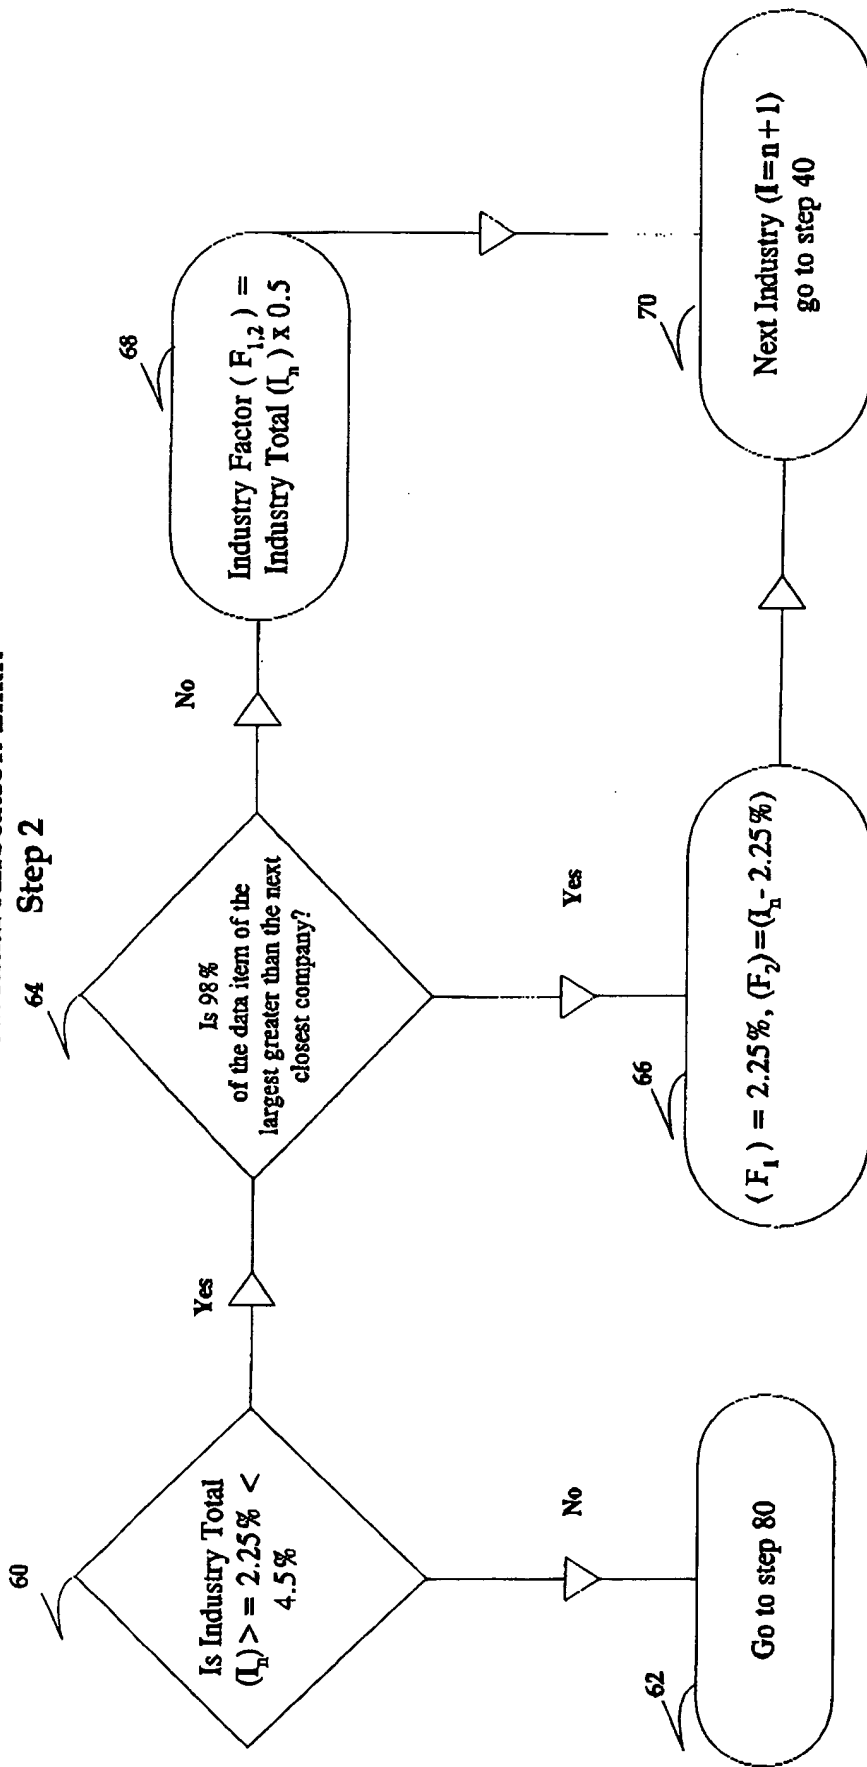 Step 2
60
Is Industry Total
(Iₙ) > = 2.25% <
4.5%
Yes
No
62
Go to step 80
64
Is 98%
of the data item of the
largest greater than the next
closest company?
No
Yes
66
(F₁) = 2.25%, (F₂)=(Iₙ- 2.25%)
68
Industry Factor ( F₁,₂ ) =
Industry Total (Iₙ) x 0.5
70
Next Industry (I=n+1)
go to step 40